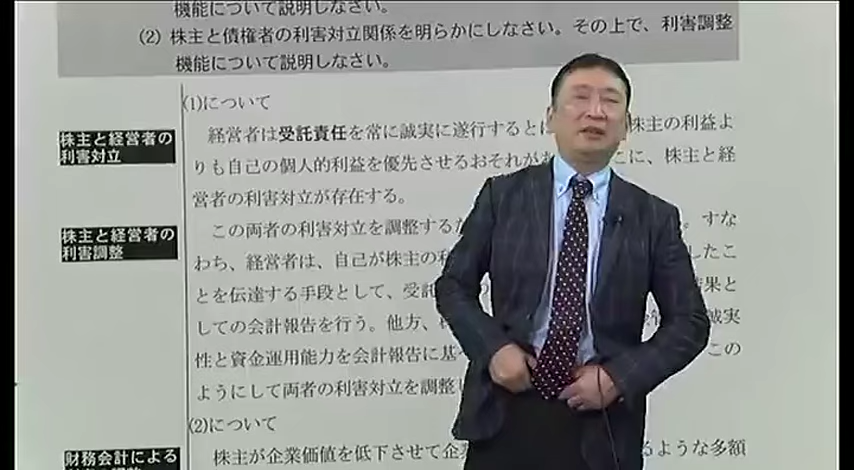 機能について説明しなさい。
(2) 株主と債権者の利害対立関係を明らかにしなさい。その上で、利害調整
機能について説明しなさい。
(1)について
株主と経営者の
利害対立
経営者は受託責任を常に誠実に遂行すると 株主の利益よ
りも自己の個人的利益を優先させるおそれが こに、株主と経
営者の利害対立が存在する。
株主と経営者の
利害調整
この両者の利害対立を調整する 。すな
わち、経営者は、自己が株主の したこ
とを伝達する手段として、受託 果と
しての会計報告を行う。他方、 誠実
性と資金運用能力を会計報告に基 この
ようにして両者の利害対立を調整
(2)について
財務会計による
株主が企業価値を低下させて企 るような多額